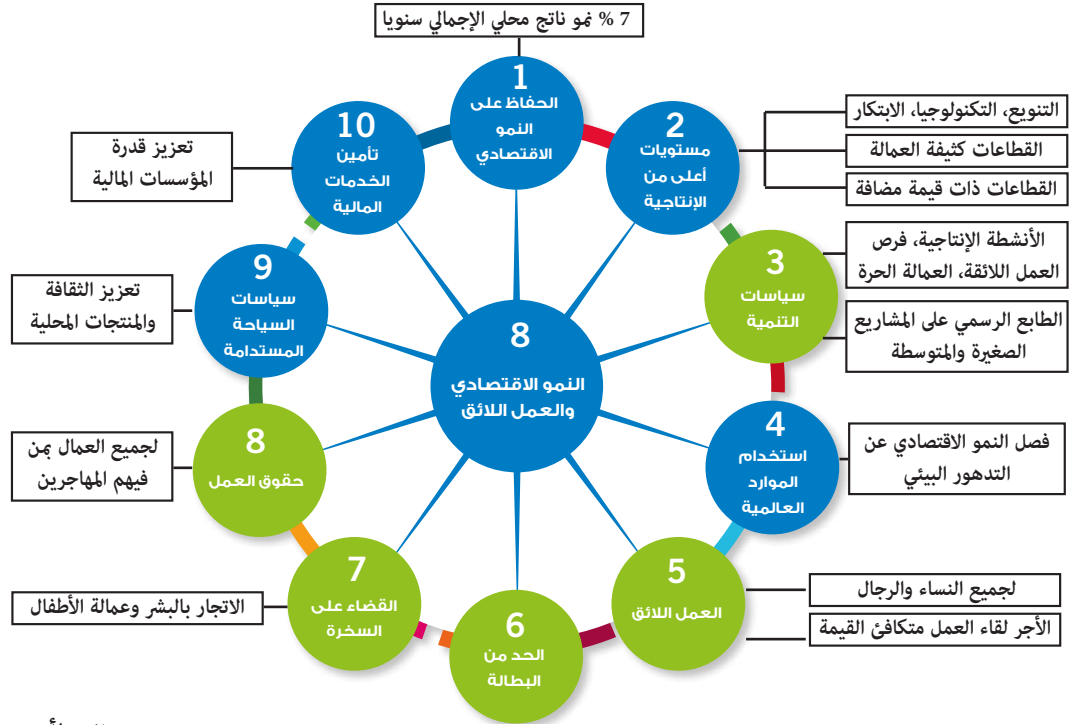 7 % نمو ناتج محلي الإجمالي سنويا
1
الحفاظ على
النمو
الاقتصادي
2
مستويات
أعلى من
الإنتاجية
التنويع، التكنولوجيا، الابتكار
القطاعات كثيفة العمالة
القطاعات ذات قيمة مضافة
3
سياسات
التنمية
الأنشطة الإنتاجية، فرص
العمل اللائقة، العمالة الحرة
الطابع الرسمي على المشاريع
الصغيرة والمتوسطة
4
استخدام
الموارد
العالمية
فصل النمو الاقتصادي عن
التدهور البيئي
5
العمل اللائق
لجميع النساء والرجال
الأجر لقاء العمل متكافئ القيمة
6
الحد من
البطالة
7
القضاء على
السخرة
الاتجار بالبشر وعمالة الأطفال
8
حقوق العمل
لجميع العمال بمن
فيهم المهاجرين
9
سياسات
السياحة
المستدامة
تعزيز الثقافة
والمنتجات المحلية
10
تأمين
الخدمات
المالية
تعزيز قدرة
المؤسسات المالية
8
النمو الاقتصادي
والعمل اللائق